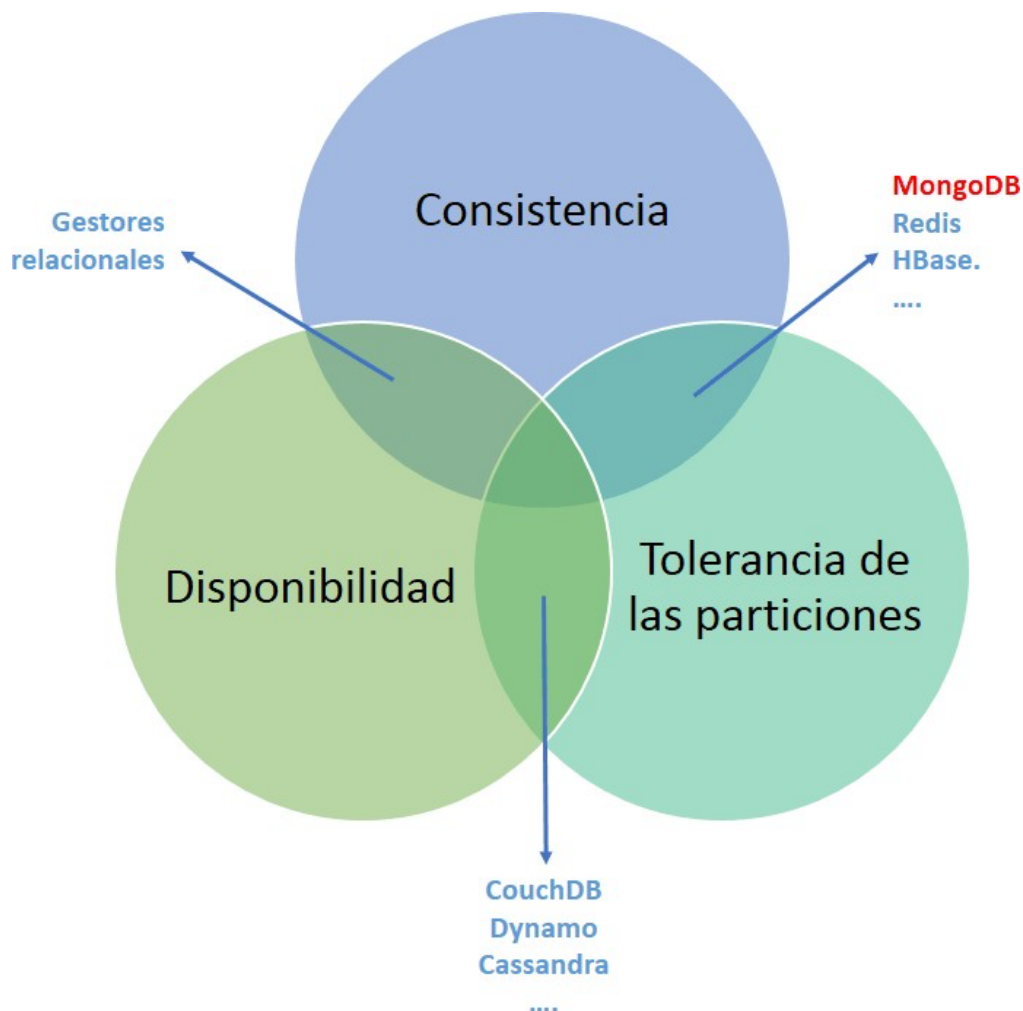 Consistencia
Gestores
relacionales
MongoDB
Redis
HBase.
....
Disponibilidad
Tolerancia de
las particiones
CouchDB
Dynamo
Cassandra
....